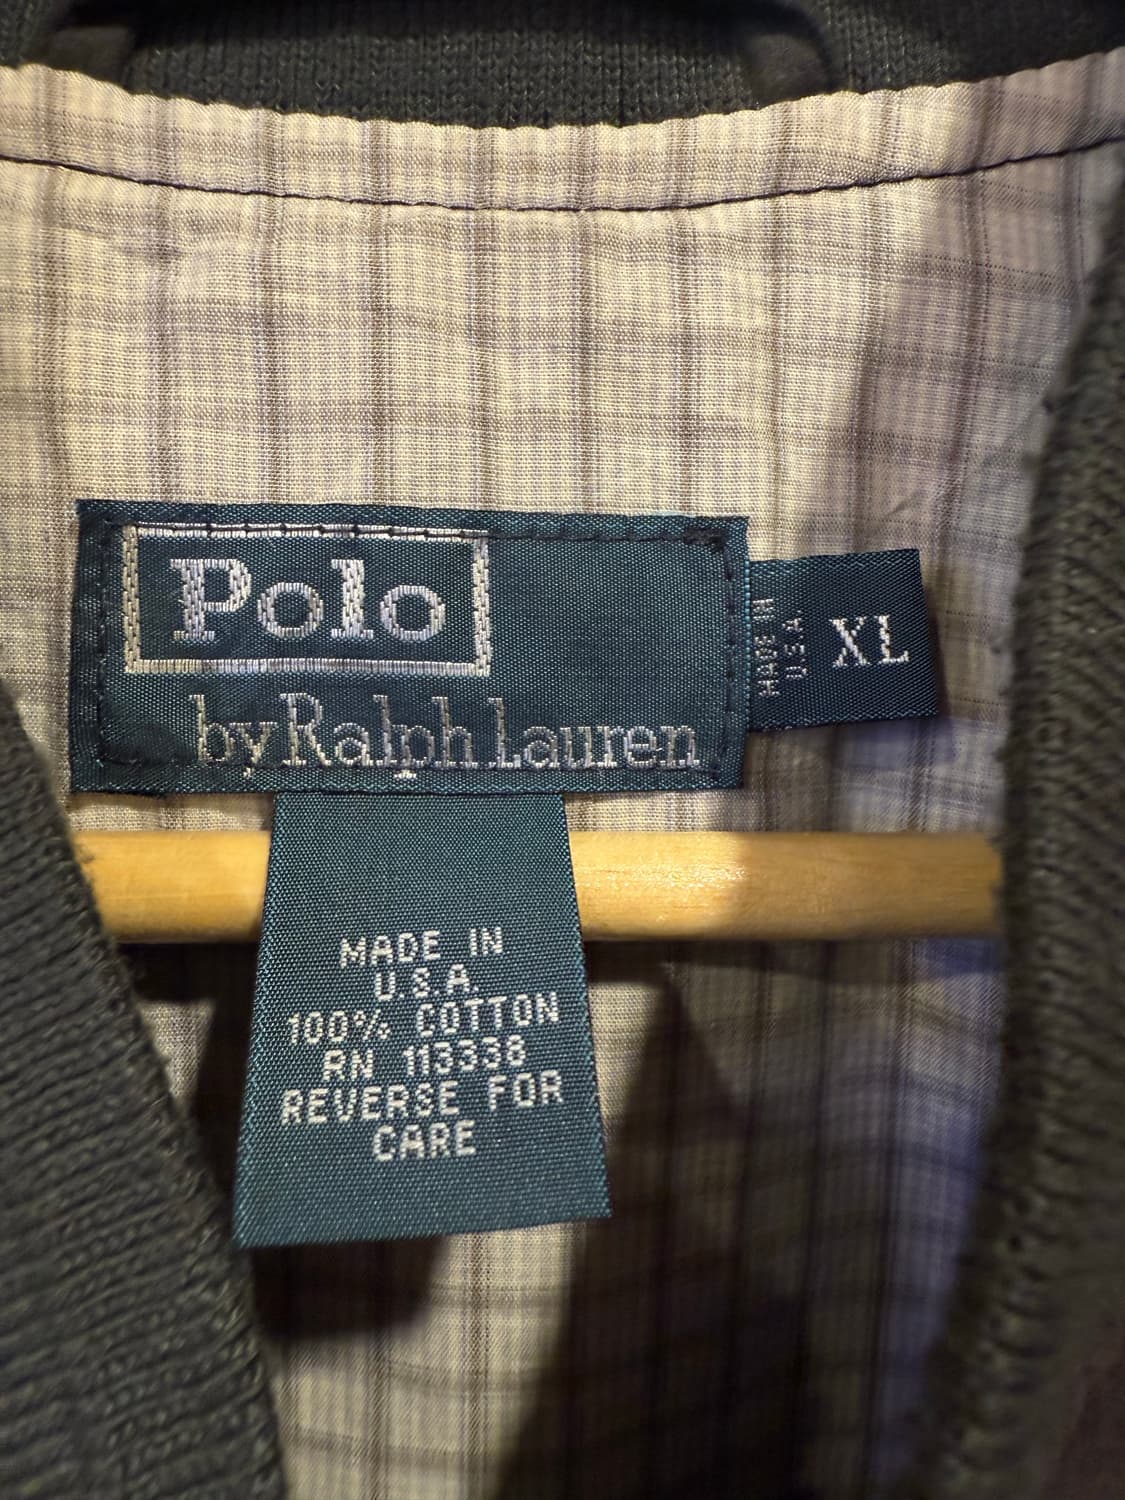 Polo
by Ralph Lauren
MADE IN
U.S.A.
XL
MADE IN
U.S.A.
100% COTTON
RN 113338
REVERSE FOR
CARE